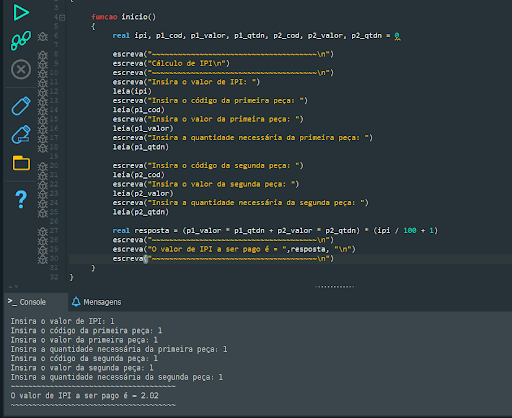 funcao inicio()
{
real ipi, p1_cod, p1_valor, p1_qtdn, p2_cod, p2_valor, p2_qtdn = 0
escreva("~~~~~~~~~~~~~~~~~~~~~~~~~~~~~~~~~~~~~~~\n")
escreva("Cálculo de IPI\n")
escreva("~~~~~~~~~~~~~~~~~~~~~~~~~~~~~~~~~~~~~~~\n")
escreva("Insira o valor de IPI: ")
leia(ipi)
escreva("Insira o código da primeira peça: ")
leia(p1_cod)
escreva("Insira o valor da primeira peça: ")
leia(p1_valor)
escreva("Insira a quantidade necessária da primeira peça: ")
leia(p1_qtdn)
escreva("Insira o código da segunda peça: ")
leia(p2_cod)
escreva("Insira o valor da segunda peça: ")
leia(p2_valor)
escreva("Insira a quantidade necessária da segunda peça: ")
leia(p2_qtdn)
real resposta = (p1_valor * p1_qtdn + p2_valor * p2_qtdn) * (ipi / 100 + 1)
escreva("~~~~~~~~~~~~~~~~~~~~~~~~~~~~~~~~~~~~~~~\n")
escreva("O valor de IPI a ser pago é = ",resposta, "\n")
escreva("~~~~~~~~~~~~~~~~~~~~~~~~~~~~~~~~~~~~~~~\n")
}
}
>_ Console Mensagens
Insira o valor de IPI: 1
Insira o código da primeira peça: 1
Insira o valor da primeira peça: 1
Insira a quantidade necessária da primeira peça: 1
Insira o código da segunda peça: 1
Insira o valor da segunda peça: 1
Insira a quantidade necessária da segunda peça: 1
~~~~~~~~~~~~~~~~~~~~~~~~~~~~~~~~~~~~~~~
O valor de IPI a ser pago é = 2.02
~~~~~~~~~~~~~~~~~~~~~~~~~~~~~~~~~~~~~~~